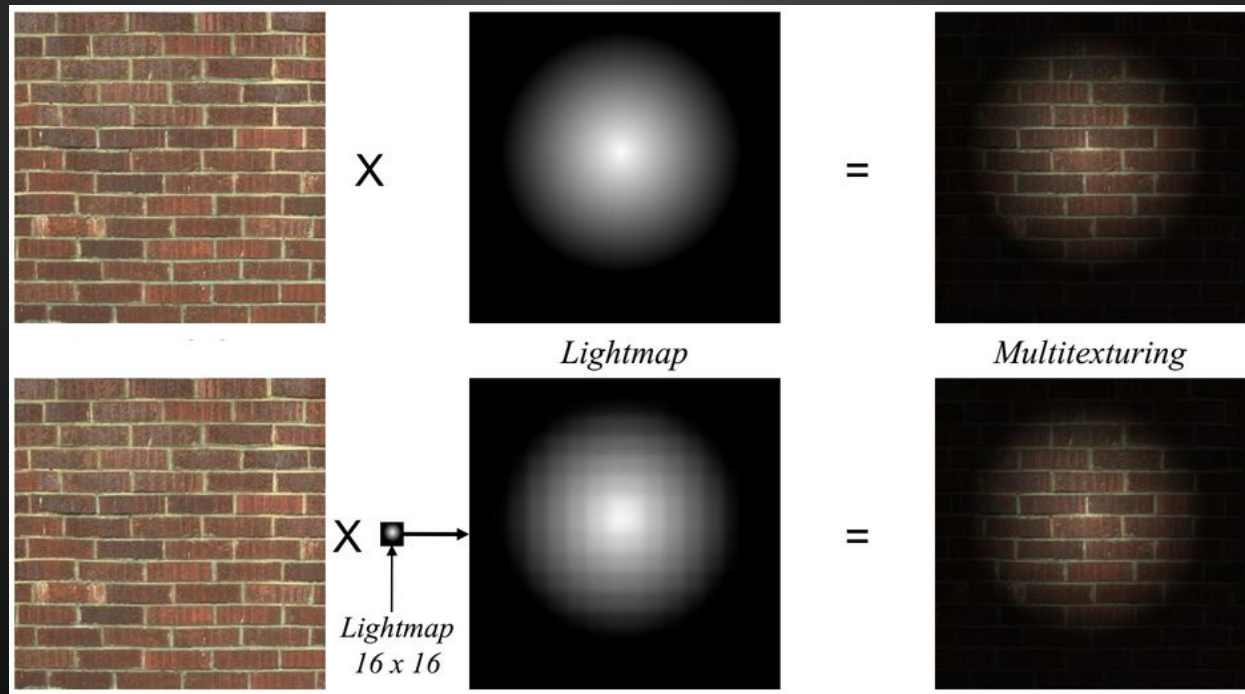 X
=
Lightmap
Multitexturing
X
=
Lightmap
16 x 16